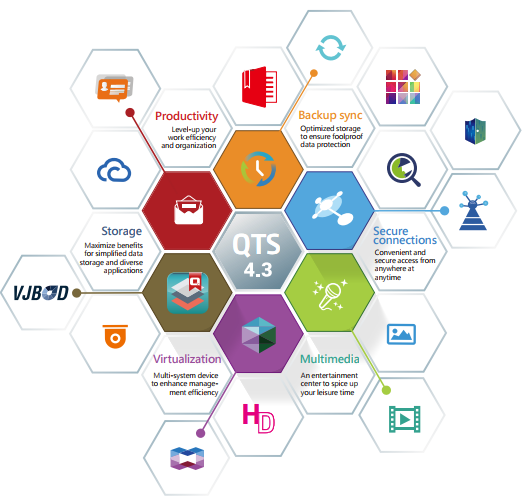 Productivity
Level-up your
work efficiency
and organization
Backup sync
Optimized storage
to ensure foolproof
data protection
Storage
Maximize benefits
for simplified data
storage and diverse
applications
QTS
4.3
Secure
connections
Convenient and
secure access from
anywhere at
anytime
VJBOD
Virtualization
Multi-system device
to enhance manage-
ment efficiency
Multimedia
An entertainment
center to spice up
your leisure time
HD